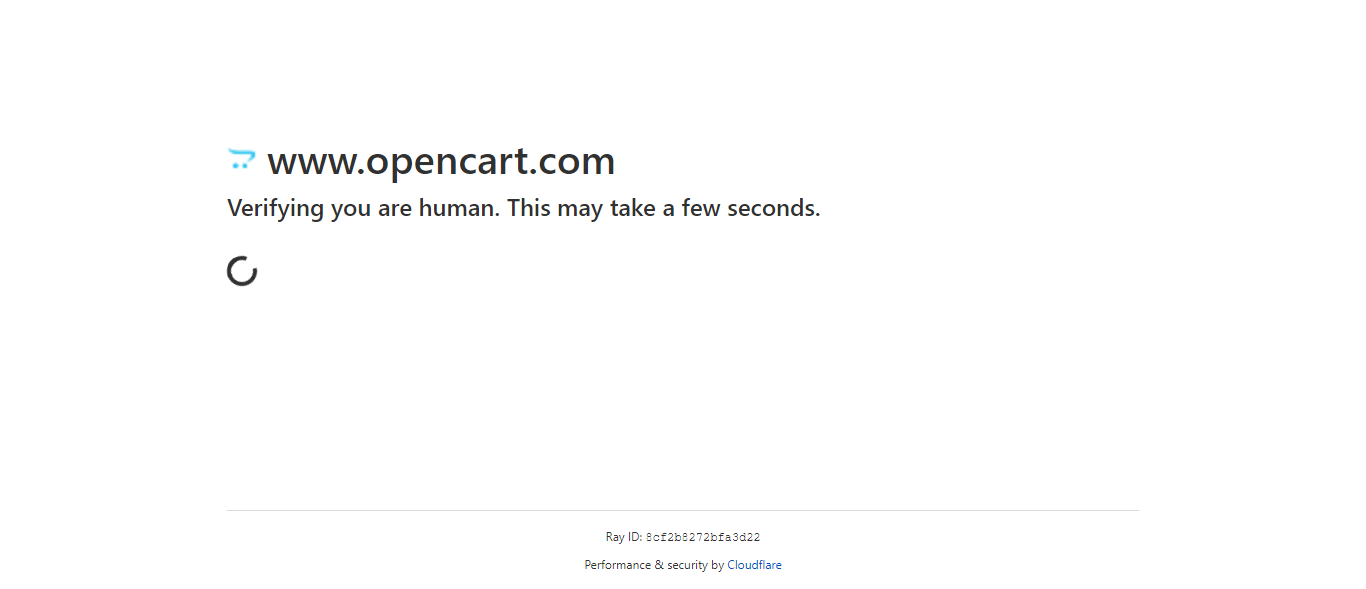 www.opencart.com
Verifying you are human. This may take a few seconds.
Ray ID: 8cf2b8272bfa3d22
Performance & security by Cloudflare